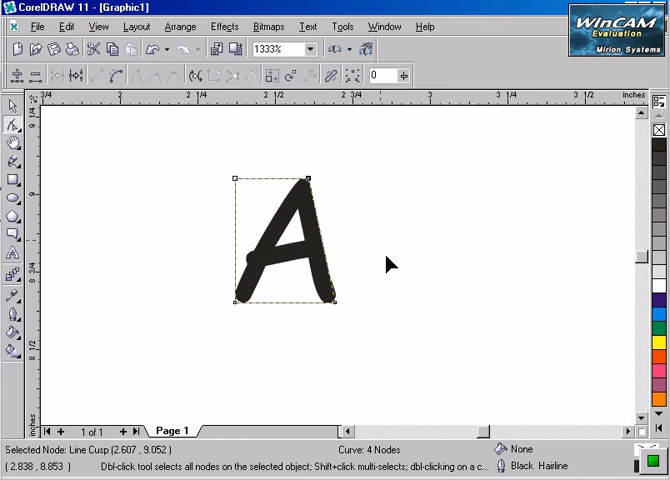 CorelDRAW 11 - [Graphic1]
File Edit View Layout Arrange Effects Bitmaps Text Tools Window Help
WinCAM
Evaluation
Mirion Systems
1333%
0
3/4 2 2 1/4 2 1/2 2 3/4 3 3 1/4 3 1/2 inches
9 1/4
9
8 3/4
8 1/2
inches
A
1 of 1 Page 1
Selected Node: Line Cusp (2.607, 9.052) Curve: 4 Nodes None
( 2.838 , 8.853 ) Dbl-click tool selects all nodes on the selected object; Shift+click multi-selects; dbl-clicking on a c... Black Hairline